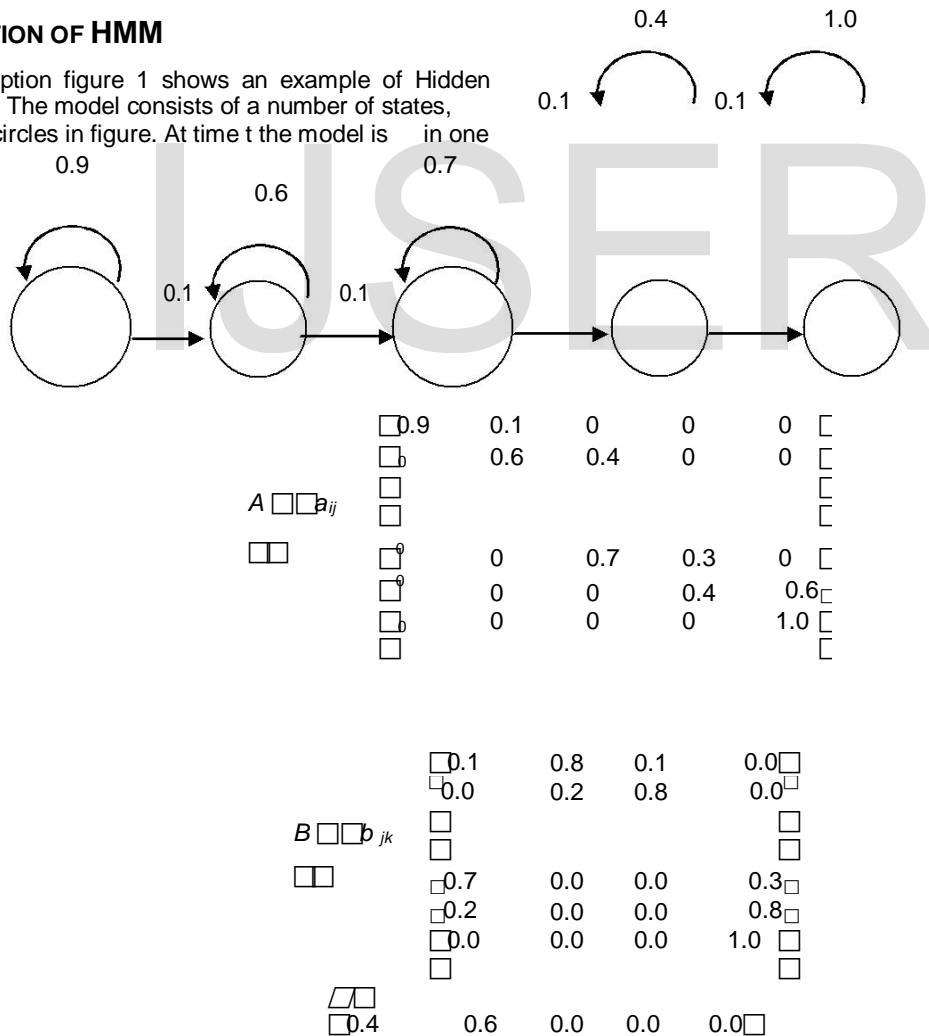 TION OF HMM
ption figure 1 shows an example of Hidden
The model consists of a number of states,
circles in figure. At time t the model is in one
0.4 1.0
0.1 0.1
0.9 0.7
0.6
0.1 0.1
IJSER
□0.9 0.1 0 0 0 □
□0 0.6 0.4 0 0 □
□ □
A □□aij
□ □
□□
□0 0 0.7 0.3 0 □
□0 0 0 0.4 0.6□
□0 0 0 0 1.0 □
□ □
□0.1 0.8 0.1 0.0□
□0.0 0.2 0.8 0.0□
□ □
B □□b jk
□ □
□□
□0.7 0.0 0.0 0.3□
□0.2 0.0 0.0 0.8□
□0.0 0.0 0.0 1.0 □
□ □
□□
□0.4 0.6 0.0 0.0 0.0□